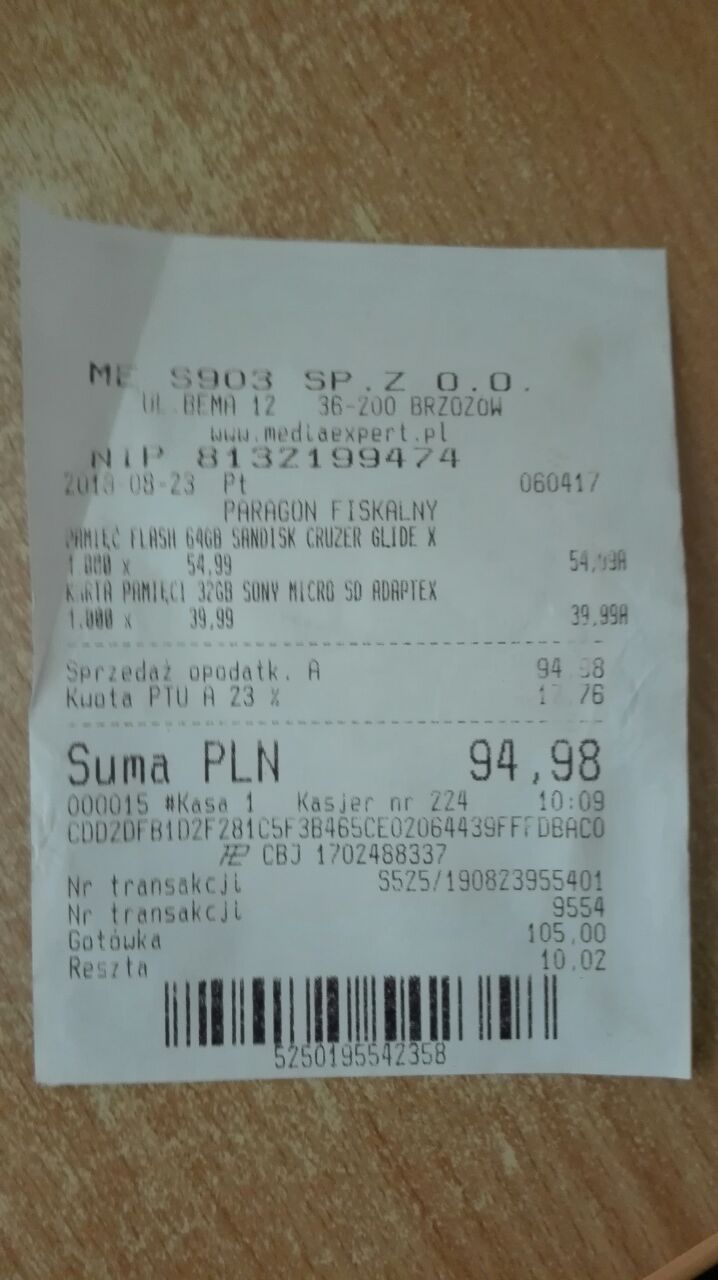 ME S903 SP.Z O.O.
UL.BEMA 12 36-200 BRZOZÓW
www.mediaexpert.pl
NIP 8132199474
2019-08-23 Pt 060417
PARAGON FISKALNY
PAMIĘĆ FLASH 64GB SANDISK CRUZER GLIDE X
1.000 x 54,99 54,99A
KARTA PAMIĘCI 32GB SONY MICRO SD ADAPTEX
1.000 x 39,99 39,99A
Sprzedaż opodatk. A 94,98
Kwota PTU A 23 % 17,76
Suma PLN 94,98
000015 #Kasa 1 Kasjer nr 224 10:09
CDD2DFB1D2F281C5F3B465CE02064439FFFDBAC0
CBJ 1702488337
Nr transakcji S525/190823955401
Nr transakcji 9554
Gotówka 105,00
Reszta 10,02
5250195542358